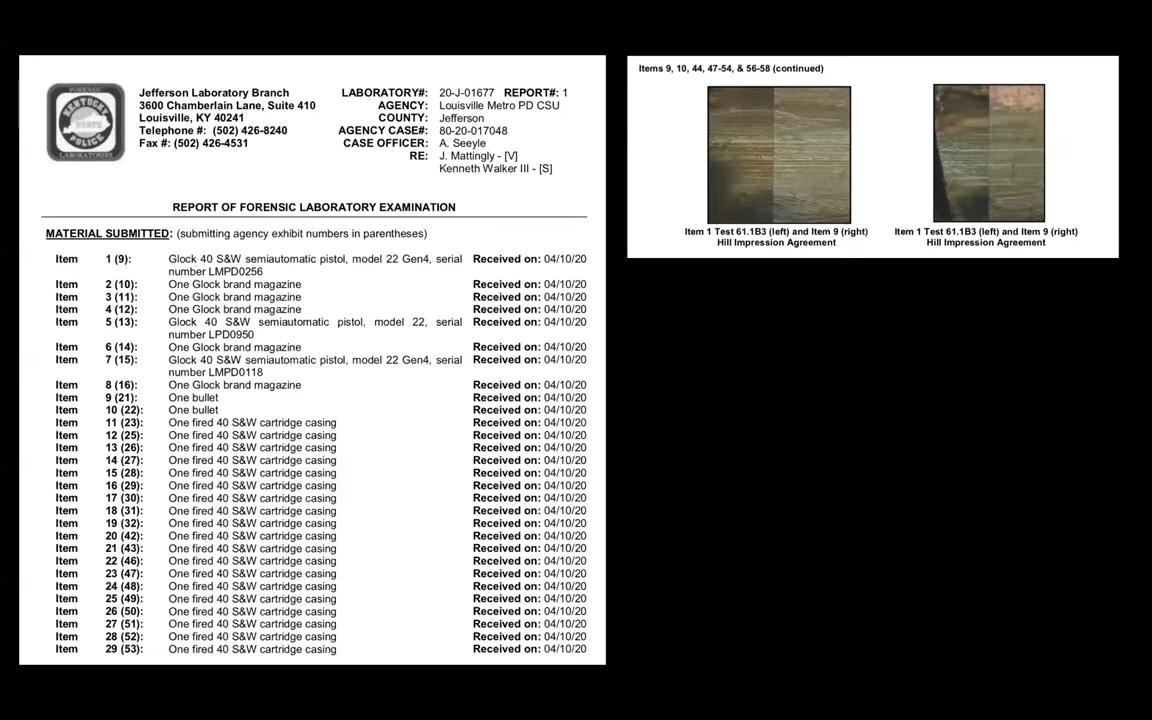 FORENSIC
KENTUCKY
STATE
POLICE
LABORATORIES
Jefferson Laboratory Branch
3600 Chamberlain Lane, Suite 410
Louisville, KY 40241
Telephone #: (502) 426-8240
Fax #: (502) 426-4531
LABORATORY#: 20-J-01677 REPORT#: 1
AGENCY: Louisville Metro PD CSU
COUNTY: Jefferson
AGENCY CASE#: 80-20-017048
CASE OFFICER: A. Seeyle
RE: J. Mattingly - [V]
Kenneth Walker III - [S]
REPORT OF FORENSIC LABORATORY EXAMINATION
MATERIAL SUBMITTED: (submitting agency exhibit numbers in parentheses)
Item 1 (9): Glock 40 S&W semiautomatic pistol, model 22 Gen4, serial Received on: 04/10/20
number LMPD0256
Item 2 (10): One Glock brand magazine Received on: 04/10/20
Item 3 (11): One Glock brand magazine Received on: 04/10/20
Item 4 (12): One Glock brand magazine Received on: 04/10/20
Item 5 (13): Glock 40 S&W semiautomatic pistol, model 22, serial Received on: 04/10/20
number LPD0950
Item 6 (14): One Glock brand magazine Received on: 04/10/20
Item 7 (15): Glock 40 S&W semiautomatic pistol, model 22 Gen4, serial Received on: 04/10/20
number LMPD0118
Item 8 (16): One Glock brand magazine Received on: 04/10/20
Item 9 (21): One bullet Received on: 04/10/20
Item 10 (22): One bullet Received on: 04/10/20
Item 11 (23): One fired 40 S&W cartridge casing Received on: 04/10/20
Item 12 (25): One fired 40 S&W cartridge casing Received on: 04/10/20
Item 13 (26): One fired 40 S&W cartridge casing Received on: 04/10/20
Item 14 (27): One fired 40 S&W cartridge casing Received on: 04/10/20
Item 15 (28): One fired 40 S&W cartridge casing Received on: 04/10/20
Item 16 (29): One fired 40 S&W cartridge casing Received on: 04/10/20
Item 17 (30): One fired 40 S&W cartridge casing Received on: 04/10/20
Item 18 (31): One fired 40 S&W cartridge casing Received on: 04/10/20
Item 19 (32): One fired 40 S&W cartridge casing Received on: 04/10/20
Item 20 (42): One fired 40 S&W cartridge casing Received on: 04/10/20
Item 21 (43): One fired 40 S&W cartridge casing Received on: 04/10/20
Item 22 (46): One fired 40 S&W cartridge casing Received on: 04/10/20
Item 23 (47): One fired 40 S&W cartridge casing Received on: 04/10/20
Item 24 (48): One fired 40 S&W cartridge casing Received on: 04/10/20
Item 25 (49): One fired 40 S&W cartridge casing Received on: 04/10/20
Item 26 (50): One fired 40 S&W cartridge casing Received on: 04/10/20
Item 27 (51): One fired 40 S&W cartridge casing Received on: 04/10/20
Item 28 (52): One fired 40 S&W cartridge casing Received on: 04/10/20
Item 29 (53): One fired 40 S&W cartridge casing Received on: 04/10/20
Items 9, 10, 44, 47-54, & 56-58 (continued)
Item 1 Test 61.1B3 (left) and Item 9 (right)
Hill Impression Agreement
Item 1 Test 61.1B3 (left) and Item 9 (right)
Hill Impression Agreement